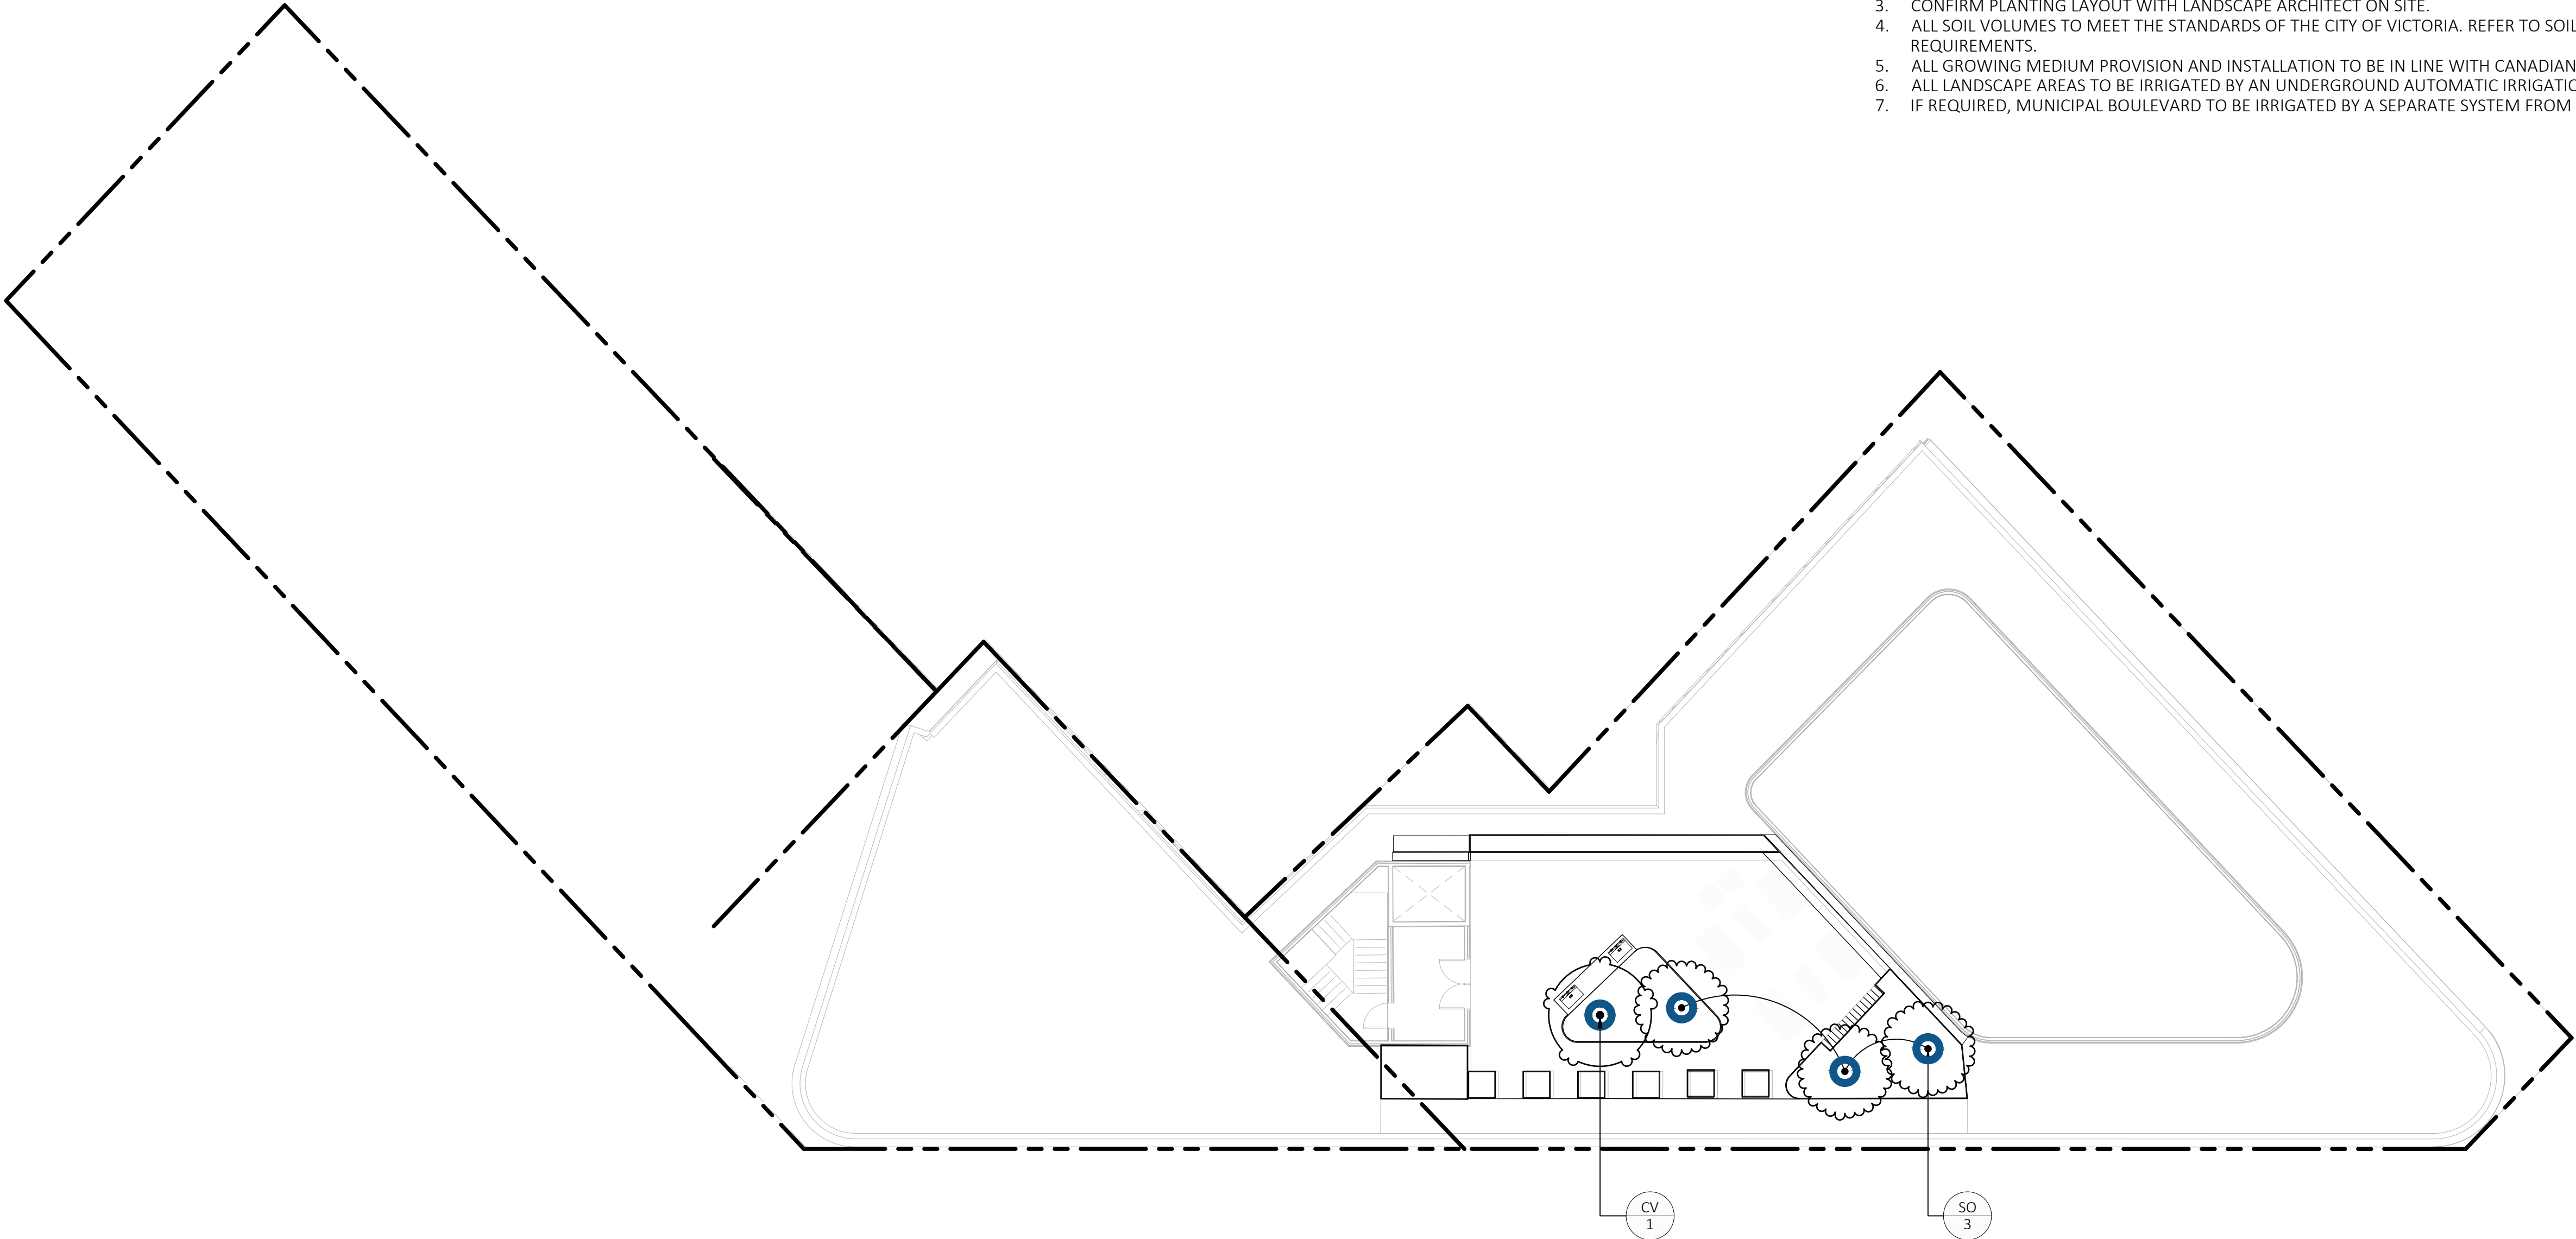 3. CONFIRM PLANTING LAYOUT WITH LANDSCAPE ARCHITECT ON SITE.
4. ALL SOIL VOLUMES TO MEET THE STANDARDS OF THE CITY OF VICTORIA. REFER TO SOIL
REQUIREMENTS.
5. ALL GROWING MEDIUM PROVISION AND INSTALLATION TO BE IN LINE WITH CANADIAN
6. ALL LANDSCAPE AREAS TO BE IRRIGATED BY AN UNDERGROUND AUTOMATIC IRRIGATIO
7. IF REQUIRED, MUNICIPAL BOULEVARD TO BE IRRIGATED BY A SEPARATE SYSTEM FROM
CV
1
SO
3